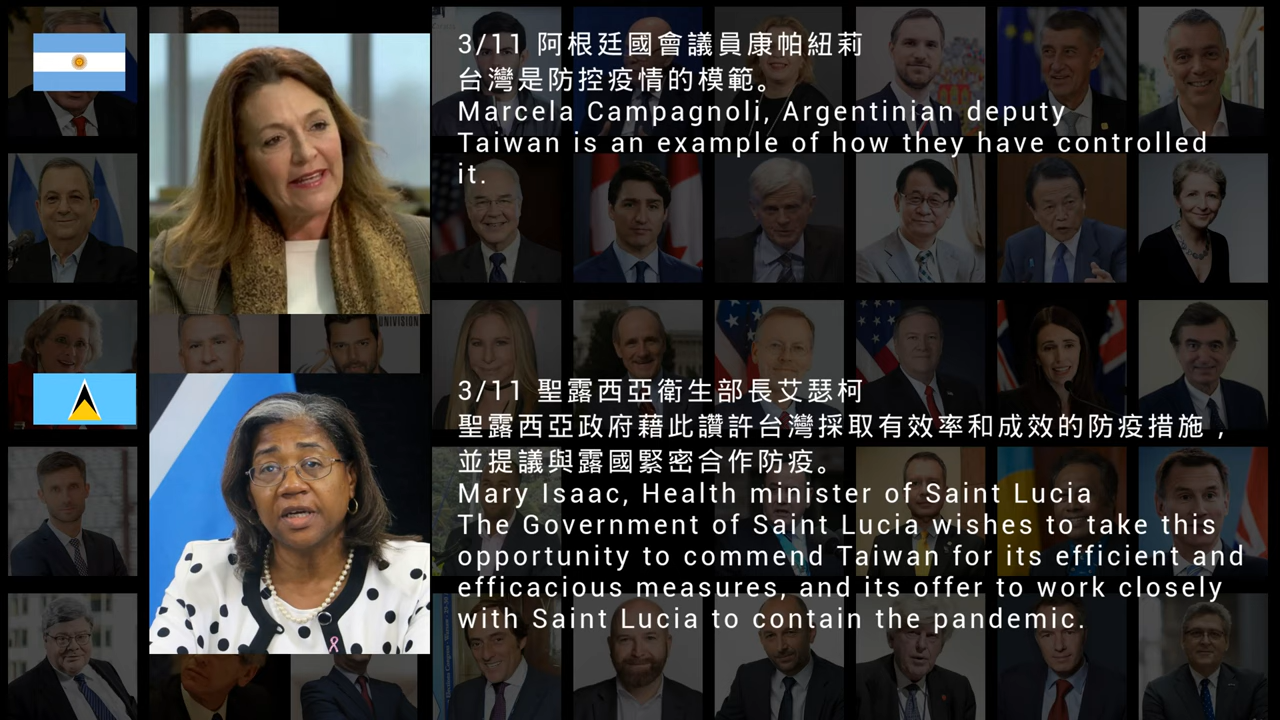 3/11 阿根廷國會議員康帕紐莉
台灣是防控疫情的模範。
Marcela Campagnoli, Argentinian deputy
Taiwan is an example of how they have controlled
it.
UNIVISION
3/11 聖露西亞衛生部長艾瑟柯
聖露西亞政府藉此讚許台灣採取有效率和成效的防疫措施，
並提議與露國緊密合作防疫。
Mary Isaac, Health minister of Saint Lucia
The Government of Saint Lucia wishes to take this
opportunity to commend Taiwan for its efficient and
efficacious measures, and its offer to work closely
with Saint Lucia to contain the pandemic.